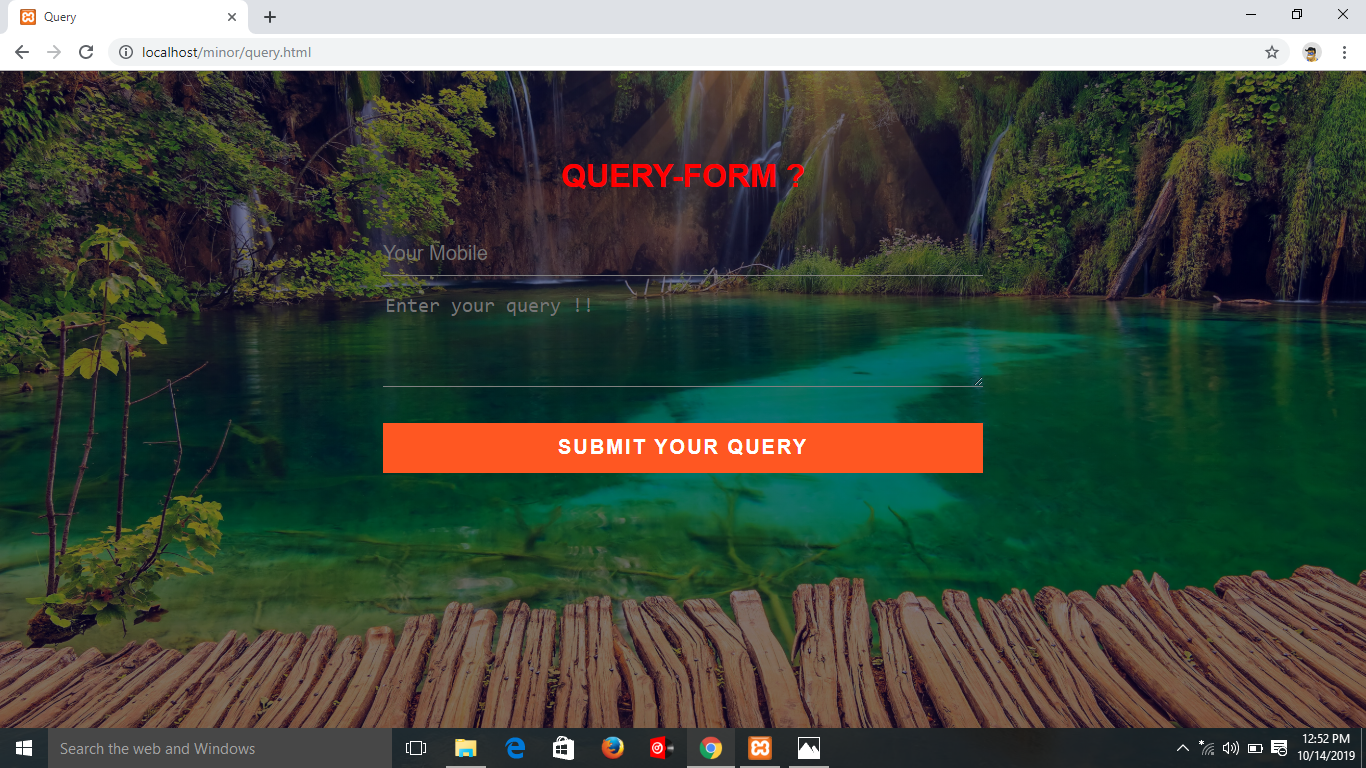 Query
localhost/minor/query.html
QUERY-FORM ?
Your Mobile
Enter your query !!
SUBMIT YOUR QUERY
Search the web and Windows
12:52 PM
10/14/2019